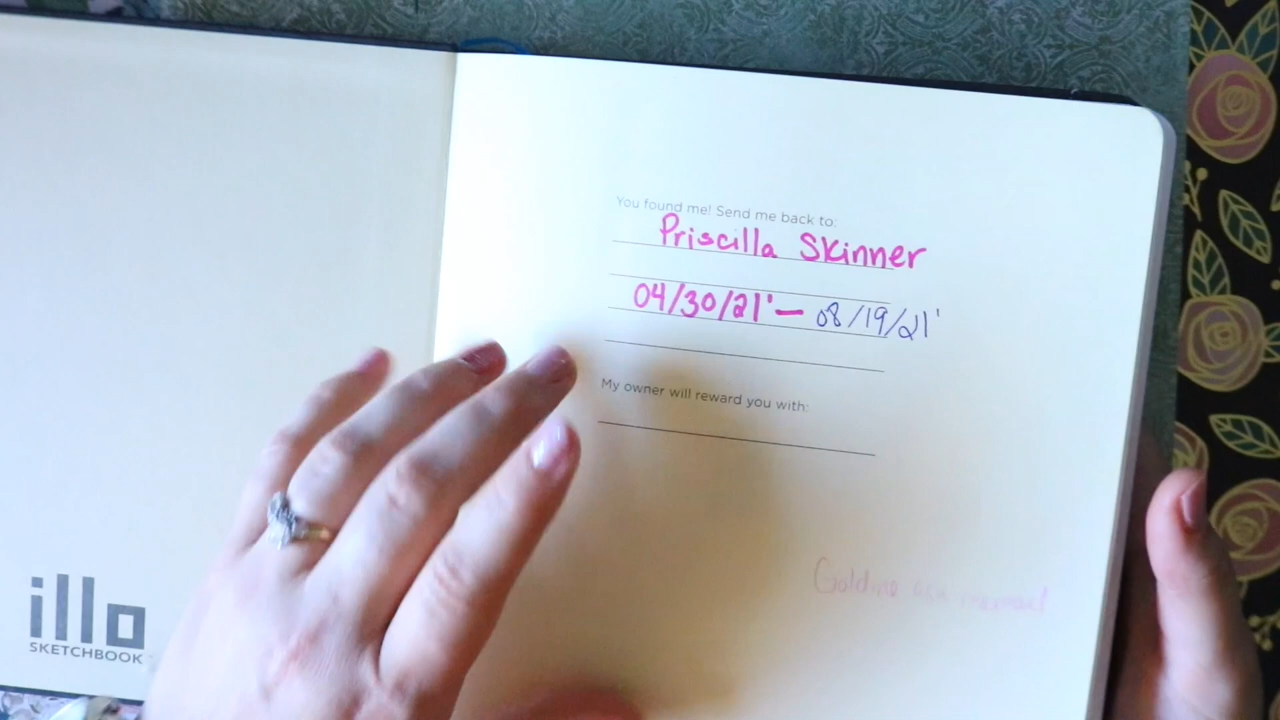 You found me! Send me back to:
Priscilla Skinner
04/30/21'— 08/19/21'
My owner will reward you with:
illo
SKETCHBOOK